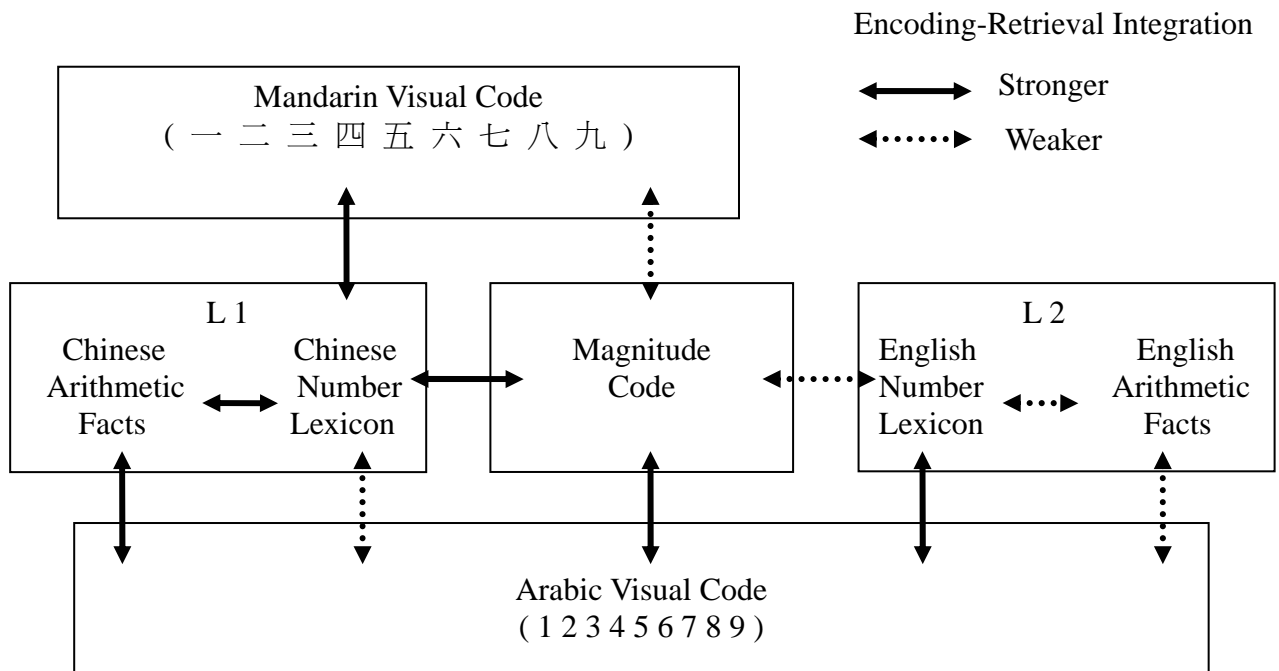 Encoding-Retrieval Integration
Stronger
Weaker
Mandarin Visual Code
( 一 二 三 四 五 六 七 八 九 )
L 1
Chinese
Arithmetic
Facts
Chinese
Number
Lexicon
Magnitude
Code
L 2
English
Number
Lexicon
English
Arithmetic
Facts
Arabic Visual Code
( 1 2 3 4 5 6 7 8 9 )